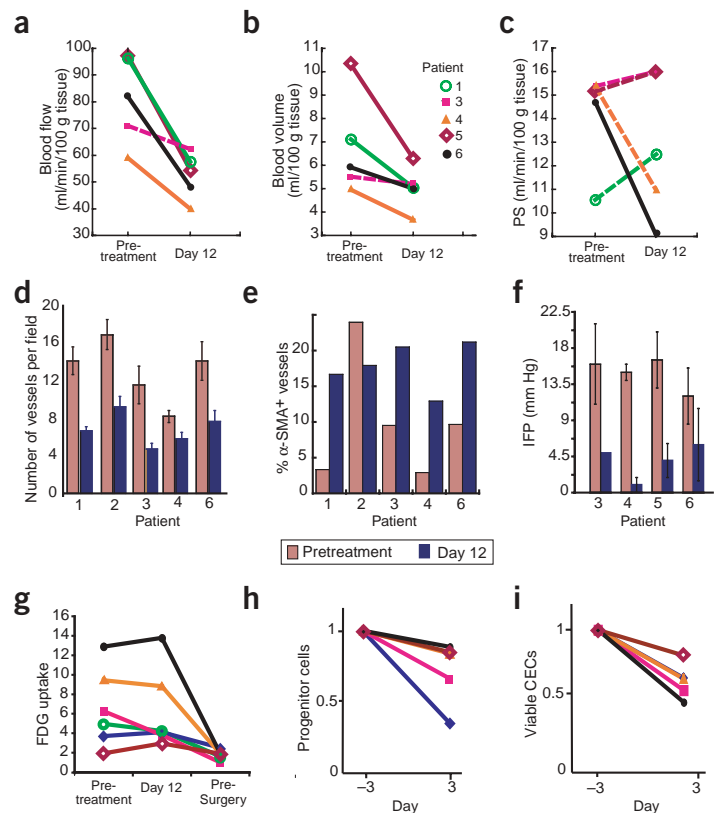 a
Blood flow
(ml/min/100 g tissue)
100
90
80
70
60
50
40
30
Pre-
treatment
Day 12
b
Blood volume
(ml/100 g tissue)
11
10
9
8
7
6
5
4
3
Pre-
treatment
Day 12
Patient
1
3
4
5
6
c
PS (ml/min/100 g tissue)
16
15
14
13
12
11
10
9
Pre-
treatment
Day 12
d
Number of vessels per field
20
16
12
8
4
0
1 2 3 4 6
Patient
e
% α-SMA+ vessels
20
15
10
5
0
1 2 3 4 6
Patient
f
IFP (mm Hg)
22.5
18
13.5
9
4.5
0
3 4 5 6
Patient
Pretreatment Day 12
g
FDG uptake
16
14
12
10
8
6
4
2
0
Pre-
treatment
Day 12
Pre-
Surgery
h
Progenitor cells
1
0.5
–3 3
Day
i
Viable CECs
1
0.5
–3 3
Day